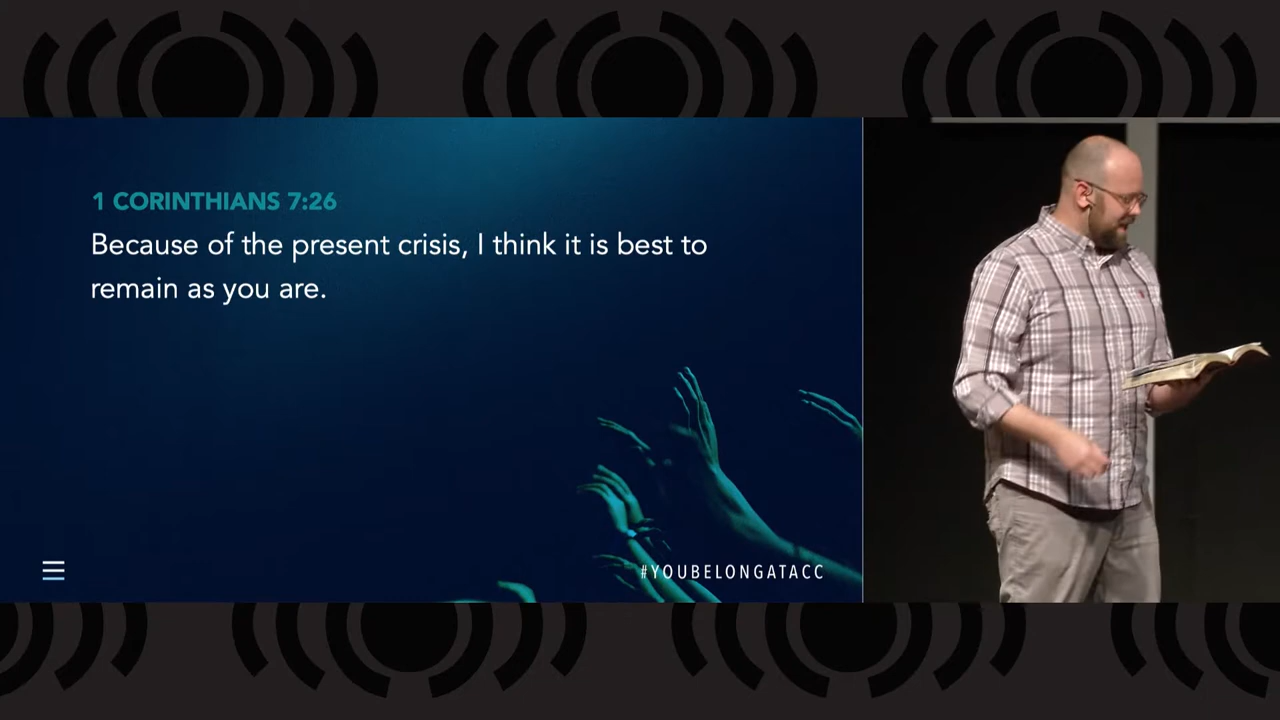 1 CORINTHIANS 7:26
Because of the present crisis, I think it is best to
remain as you are.
#YOUBELONGATACC